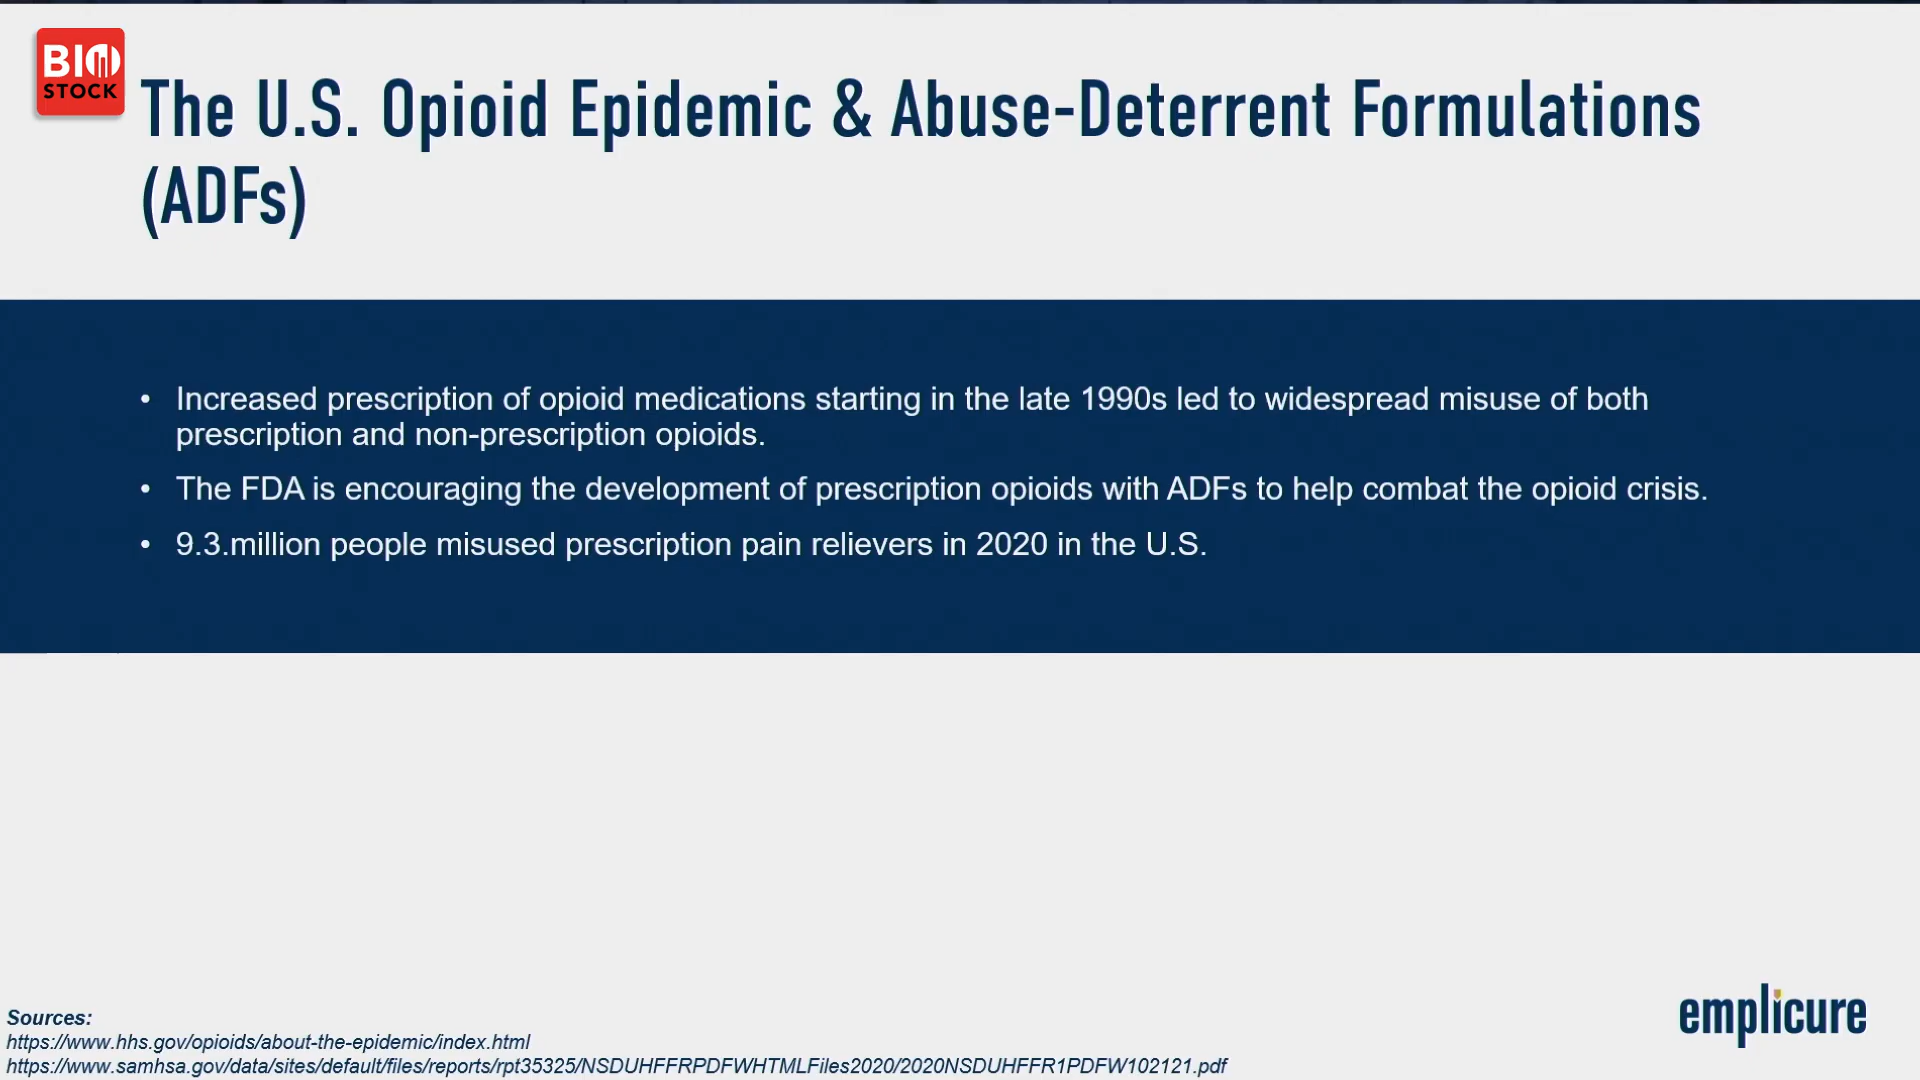 BIO
STOCK
The U.S. Opioid Epidemic & Abuse-Deterrent Formulations
(ADFs)
• Increased prescription of opioid medications starting in the late 1990s led to widespread misuse of both
prescription and non-prescription opioids.
• The FDA is encouraging the development of prescription opioids with ADFs to help combat the opioid crisis.
• 9.3.million people misused prescription pain relievers in 2020 in the U.S.
emplicure
Sources:
https://www.hhs.gov/opioids/about-the-epidemic/index.html
https://www.samhsa.gov/data/sites/default/files/reports/rpt35325/NSDUHFFRPDFWHTMLFiles2020/2020NSDUHFFR1PDFW102121.pdf